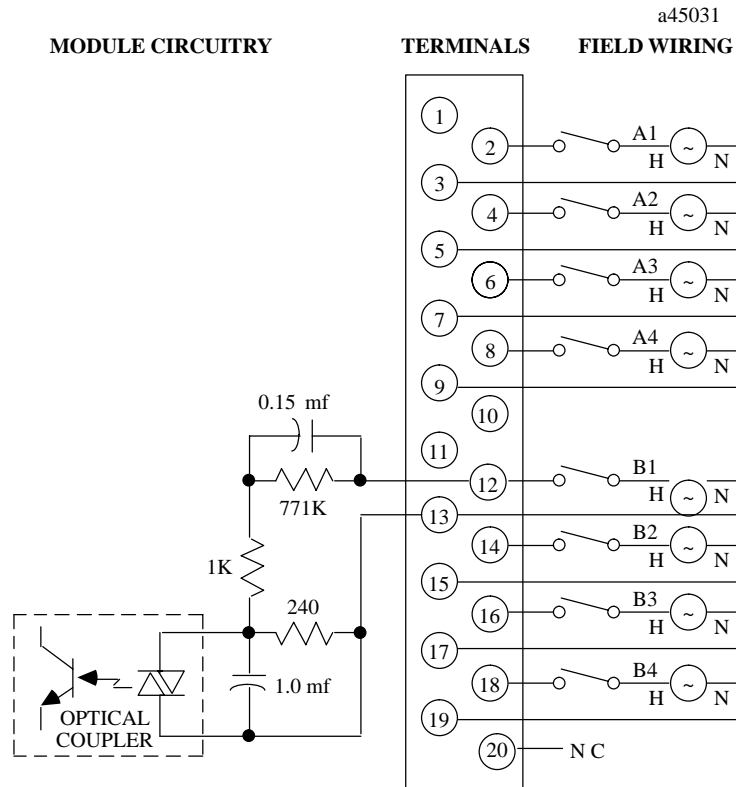 a45031
MODULE CIRCUITRY TERMINALS FIELD WIRING
1
2 A1
H ~ N
3
4 A2
H ~ N
5
6 A3
H ~ N
7
8 A4
H ~ N
9
0.15 mf
10
11
771K
12 B1
H ~ N
13
14 B2
H ~ N
1K
15
240
16 B3
H ~ N
17
1.0 mf
18 B4
H ~ N
19
OPTICAL
COUPLER
20 N C